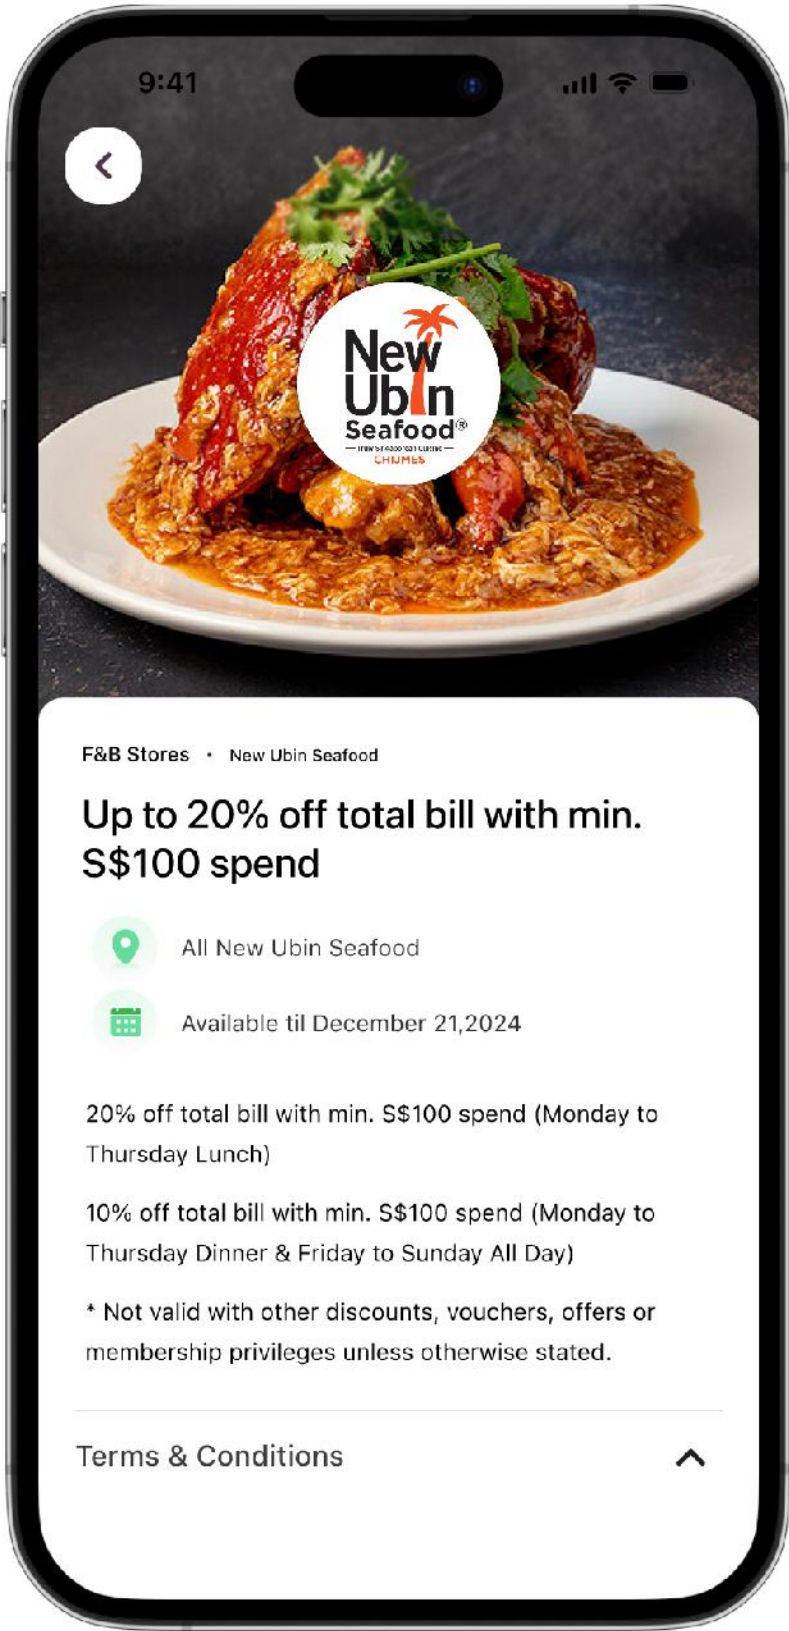 9:41
New
Ubin
Seafood®
CHIJMES
F&B Stores • New Ubin Seafood
Up to 20% off total bill with min.
S$100 spend
All New Ubin Seafood
Available til December 21,2024
20% off total bill with min. S$100 spend (Monday to
Thursday Lunch)
10% off total bill with min. S$100 spend (Monday to
Thursday Dinner & Friday to Sunday All Day)
* Not valid with other discounts, vouchers, offers or
membership privileges unless otherwise stated.
Terms & Conditions